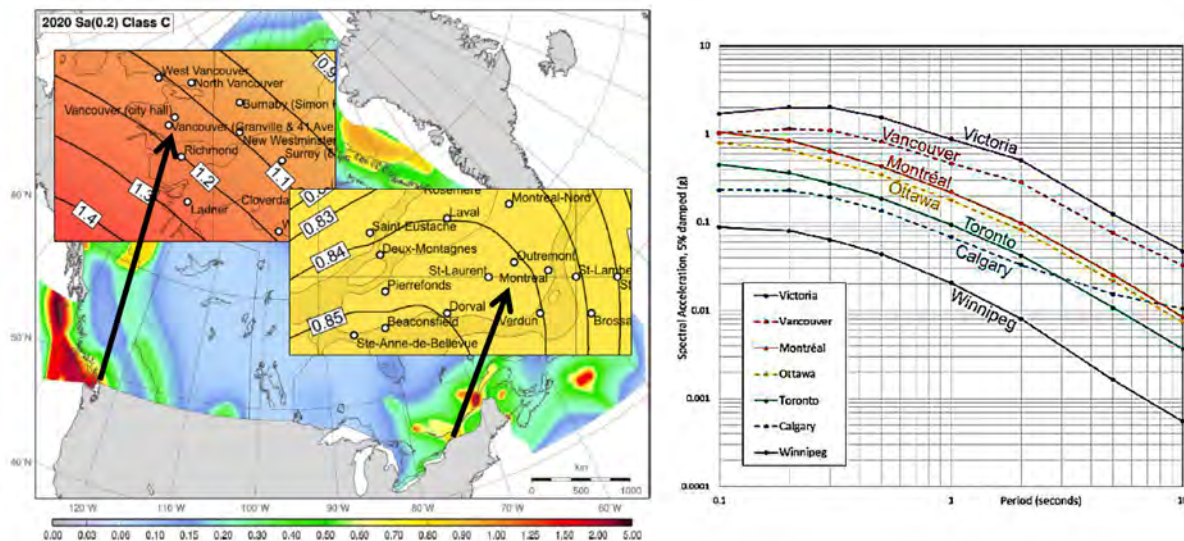 2020 Sa(0.2) Class C
0.9
West Vancouver
North Vancouver
Vancouver (city hall)
Burnaby (Simon
Vancouver (Granville & 41 Ave
New Westminster
Richmond
Surrey
1.1
1.2
1.3
Ladner
Cloverda
1.4
Rosemère
Montreal-Nord
0.83
Laval
Saint-Eustache
0.84
Deux-Montagnes
Outremont
St-Laurent
Montreal
St-Lambe
Pierrefonds
0.85
Dorval
Beaconsfield
Verdun
Brossa
Ste-Anne-de-Bellevue
60°N
50°N
40°N
km
0 500 1000
120°W 110°W 100°W 90°W 80°W 70°W 60°W
0.00 0.03 0.06 0.10 0.15 0.20 0.30 0.40 0.50 0.60 0.70 0.80 0.90 1.00 1.25 1.50 2.00 5.00
10
1
0.1
0.01
0.001
0.0001
Spectral Acceleration, 5% damped (g)
Victoria
Vancouver
Montréal
Ottawa
Toronto
Calgary
Winnipeg
Victoria
Vancouver
Montréal
Ottawa
Toronto
Calgary
Winnipeg
0.1 1 10
Period (seconds)